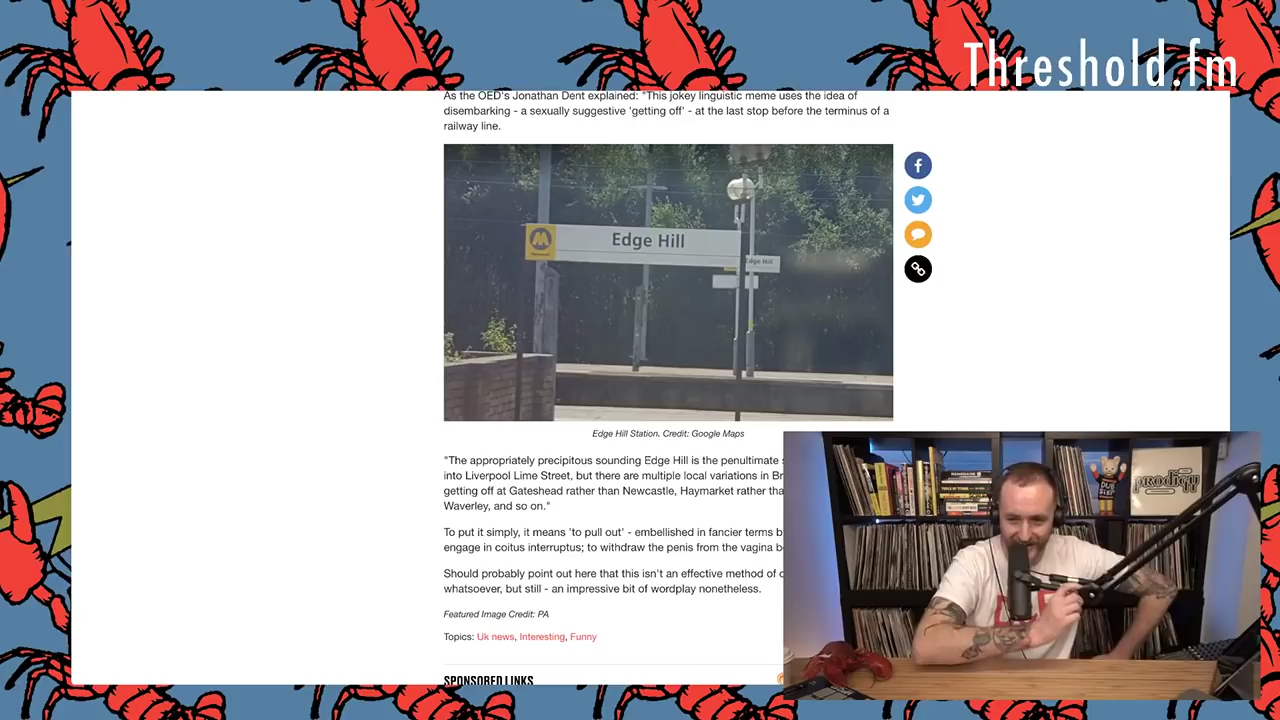 Threshold.fm
As the OED's Jonathan Dent explained: "This jokey linguistic meme uses the idea of
disembarking - a sexually suggestive 'getting off' - at the last stop before the terminus of a
railway line.
Edge Hill
Edge Hill
Edge Hill Station. Credit: Google Maps
"The appropriately precipitous sounding Edge Hill is the penultimate
into Liverpool Lime Street, but there are multiple local variations in
getting off at Gateshead rather than Newcastle, Haymarket rather
Waverley, and so on."
To put it simply, it means 'to pull out' - embellished in fancier terms
engage in coitus interruptus; to withdraw the penis from the vagina
Should probably point out here that this isn't an effective method of
whatsoever, but still - an impressive bit of wordplay nonetheless.
Featured Image Credit: PA
Topics: Uk news, Interesting, Funny
SPONSORED LINKS
prodigy
DUB
STEP